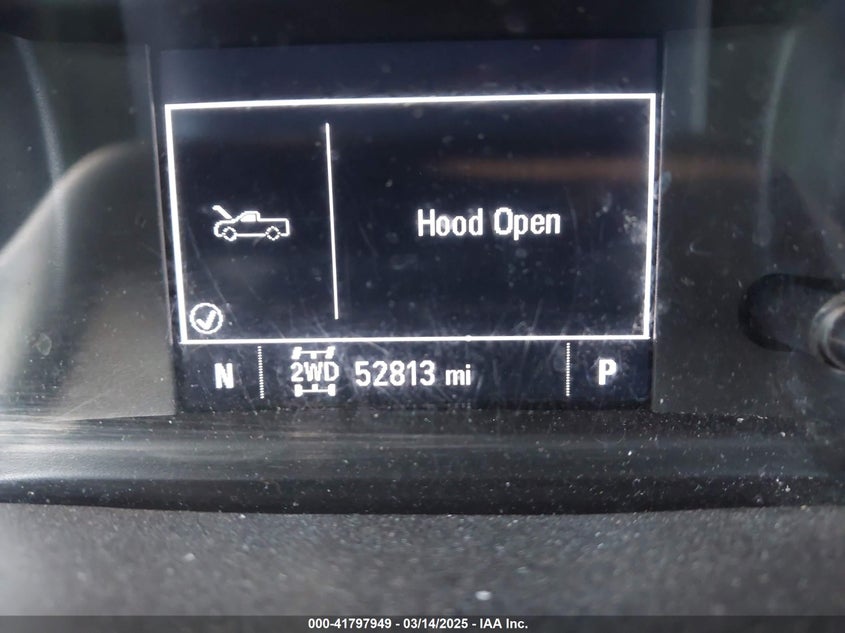 Hood Open
N 2WD 52813 mi P
000-41797949 - 03/14/2025 - IAA Inc.